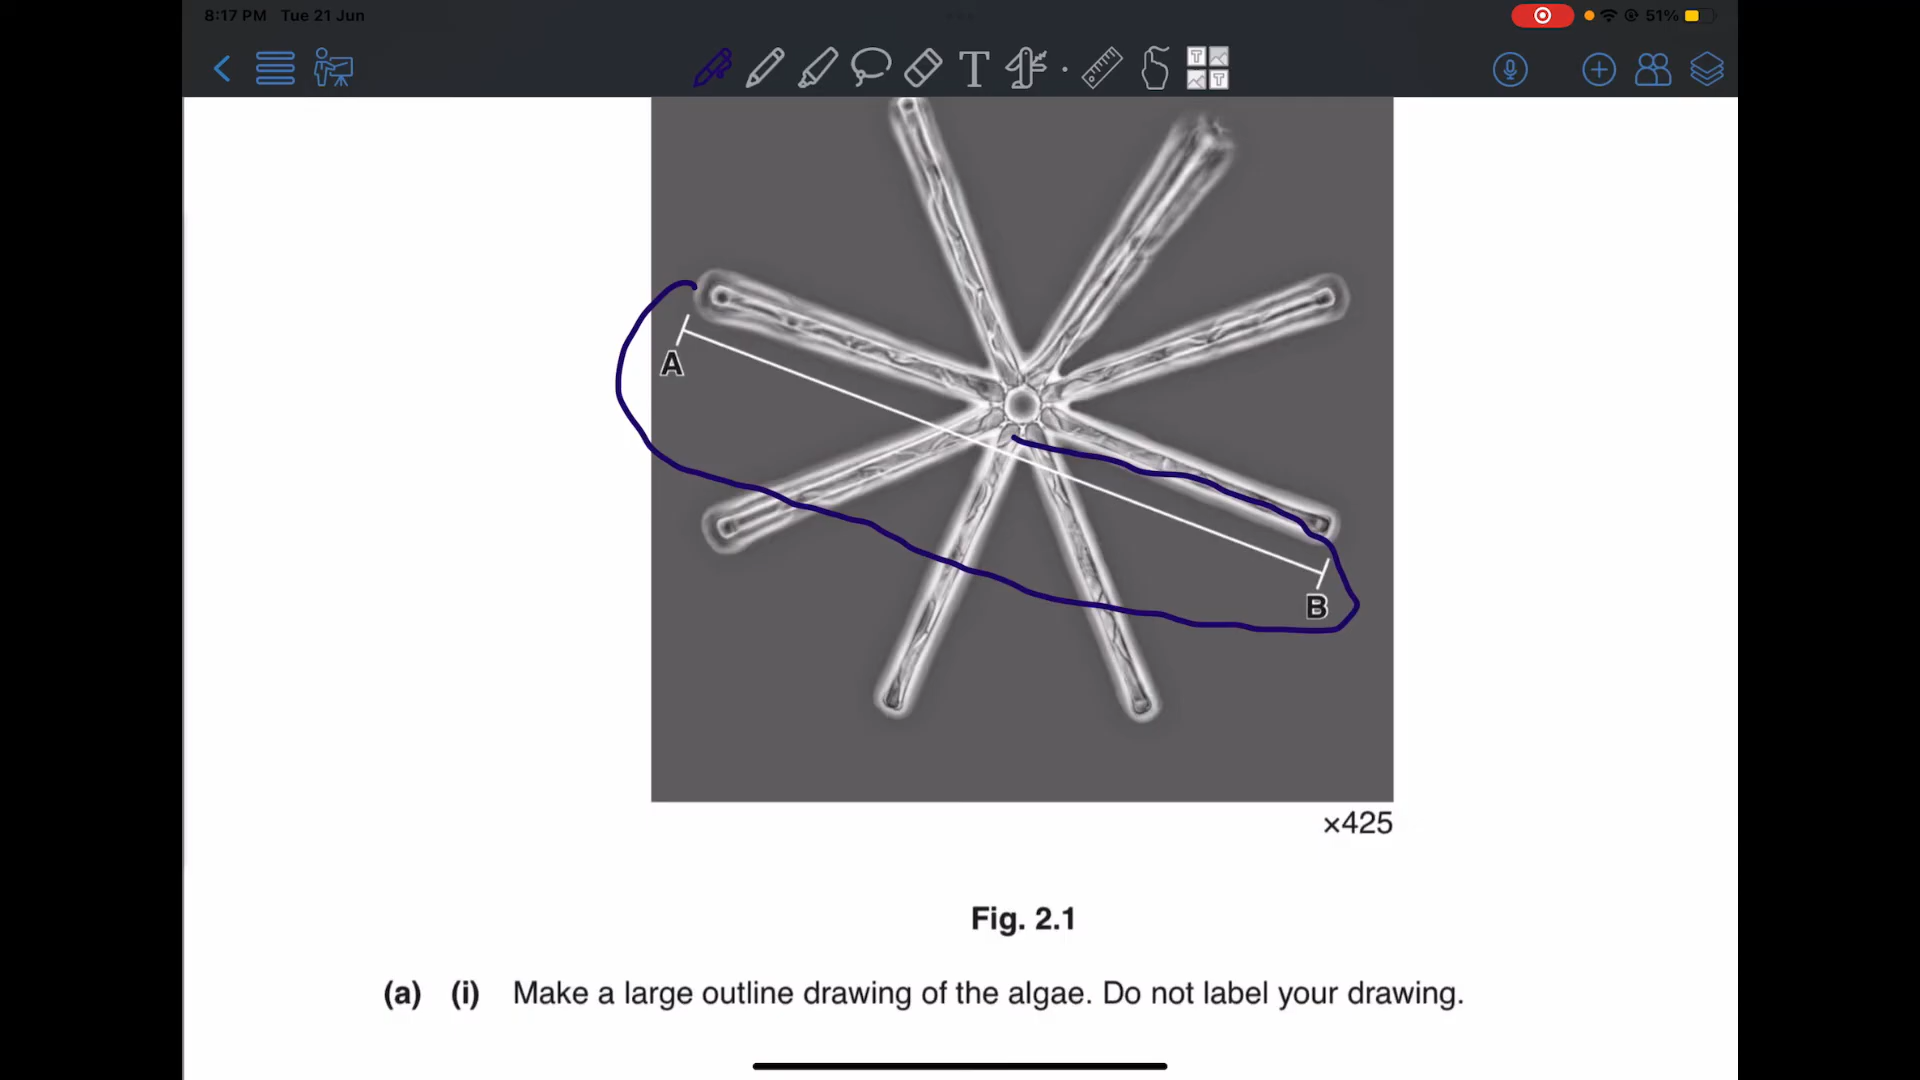 8:17 PM Tue 21 Jun
51%
A
B
×425
Fig. 2.1
(a) (i) Make a large outline drawing of the algae. Do not label your drawing.